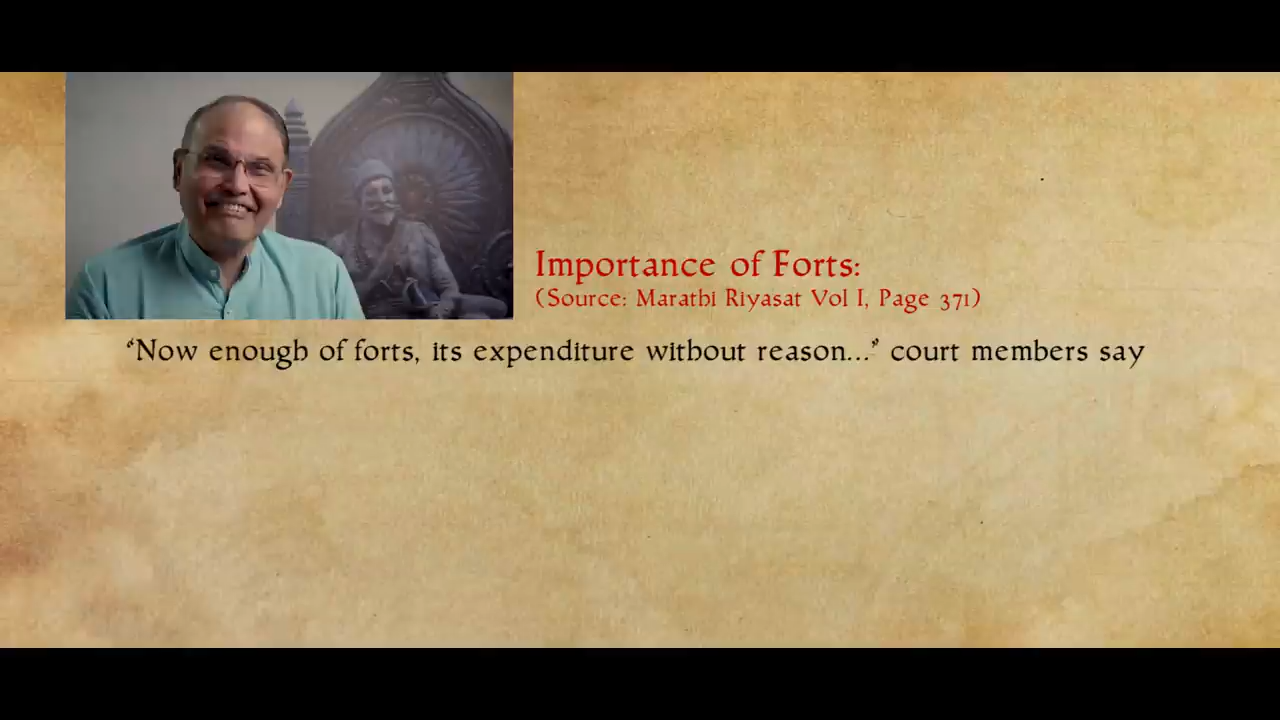 Importance of Forts:
(Source: Marathi Riyasat Vol I, Page 371)
“Now enough of forts, its expenditure without reason...” court members say